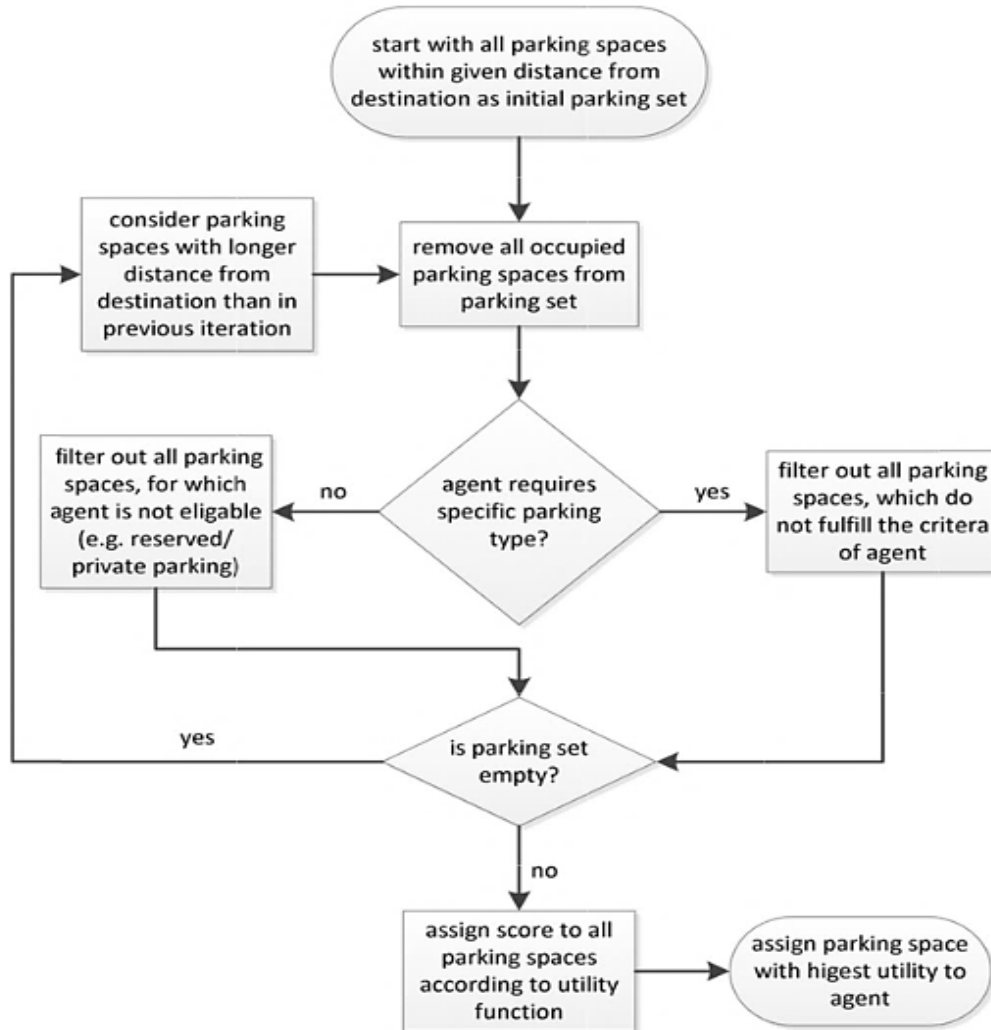 start with all parking spaces
within given distance from
destination as initial parking set
consider parking
spaces with longer
distance from
destination than in
previous iteration
remove all occupied
parking spaces from
parking set
filter out all parking
spaces, for which
agent is not eligable
(e.g. reserved/
private parking)
no
agent requires
specific parking
type?
yes
filter out all parking
spaces, which do
not fulfill the critera
of agent
yes
is parking set
empty?
no
assign score to all
parking spaces
according to utility
function
assign parking space
with higest utility to
agent